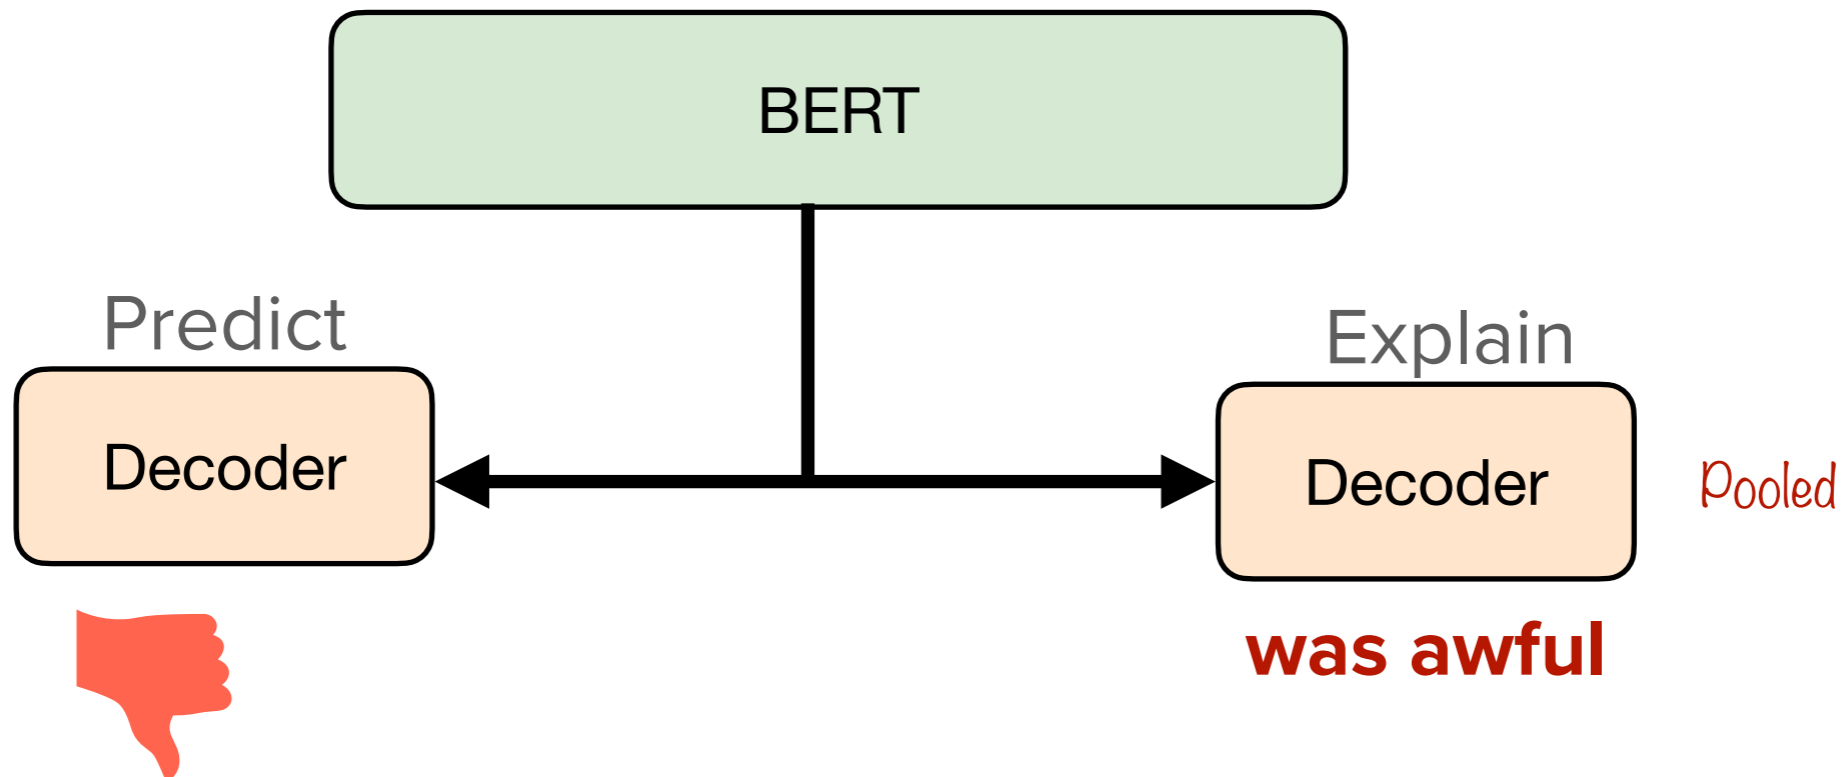 BERT
Predict
Explain
Decoder
Decoder
Pooled
was awful